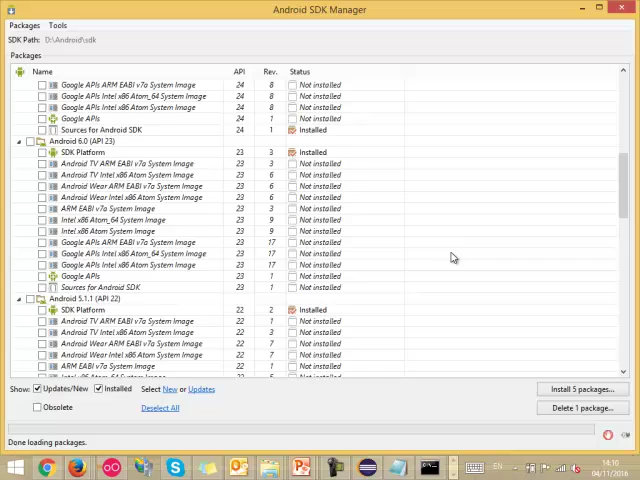 Android SDK Manager
Packages Tools
SDK Path: D:\Android\sdk
Packages
Name API Rev. Status
Google APIs ARM EABI v7a System Image 24 8 Not installed
Google APIs Intel x86 Atom_64 System Image 24 8 Not installed
Google APIs Intel x86 Atom System Image 24 8 Not installed
Google APIs 24 1 Not installed
Sources for Android SDK 24 1 Installed
Android 6.0 (API 23)
SDK Platform 23 3 Installed
Android TV ARM EABI v7a System Image 23 3 Not installed
Android TV Intel x86 Atom System Image 23 6 Not installed
Android Wear ARM EABI v7a System Image 23 6 Not installed
Android Wear Intel x86 Atom System Image 23 6 Not installed
ARM EABI v7a System Image 23 3 Not installed
Intel x86 Atom_64 System Image 23 9 Not installed
Intel x86 Atom System Image 23 9 Not installed
Google APIs ARM EABI v7a System Image 23 17 Not installed
Google APIs Intel x86 Atom_64 System Image 23 17 Not installed
Google APIs Intel x86 Atom System Image 23 17 Not installed
Google APIs 23 1 Not installed
Sources for Android SDK 23 1 Not installed
Android 5.1.1 (API 22)
SDK Platform 22 2 Installed
Android TV ARM EABI v7a System Image 22 1 Not installed
Android TV Intel x86 Atom System Image 22 3 Not installed
Android Wear ARM EABI v7a System Image 22 7 Not installed
Android Wear Intel x86 Atom System Image 22 7 Not installed
ARM EABI v7a System Image 22 1 Not installed
Show: Updates/New Installed Select New or Updates Install 5 packages...
Obsolete Deselect All Delete 1 package...
Done loading packages.
EN 14:10
04/11/2016